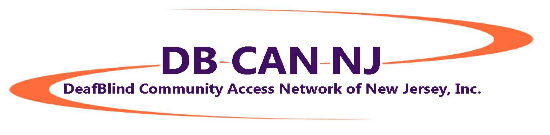 DB-CAN-NJ
DeafBlind Community Access Network of New Jersey, Inc.